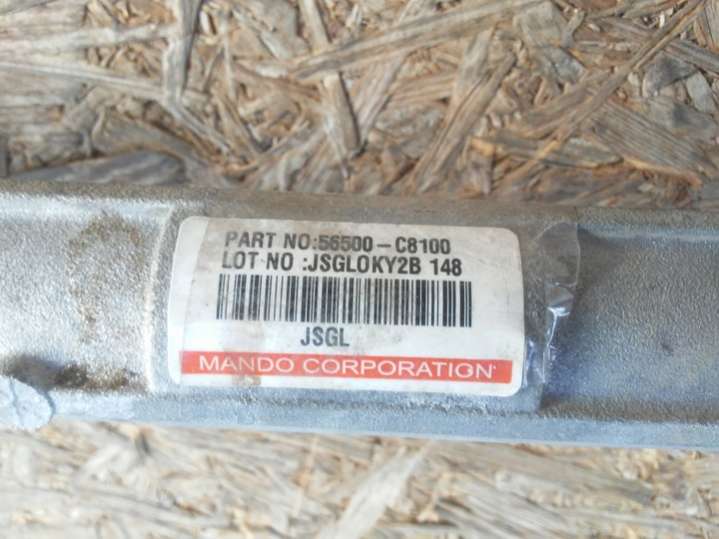 PART NO:56500-C8100
LOT NO :JSGLOKY2B 148
JSGL
MANDO CORPORATION